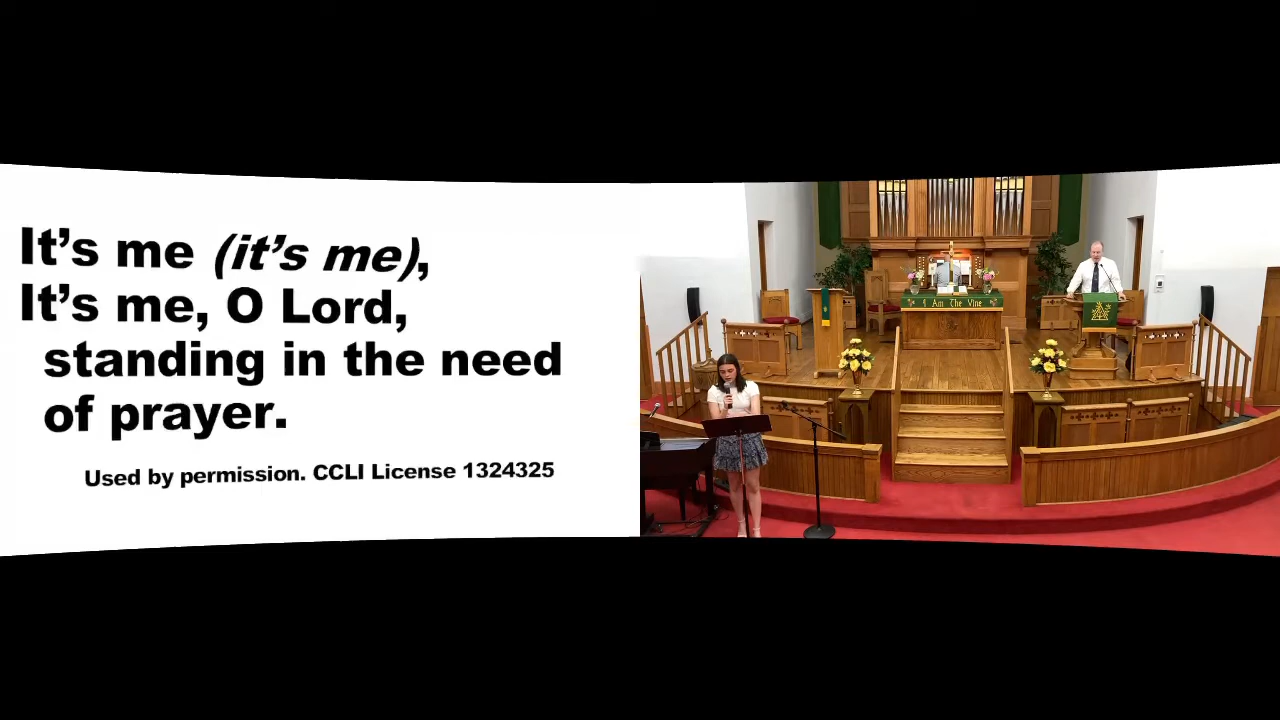 It’s me (it’s me),
It’s me, O Lord,
standing in the need
of prayer.
Used by permission. CCLI License 1324325
I Am The Vine